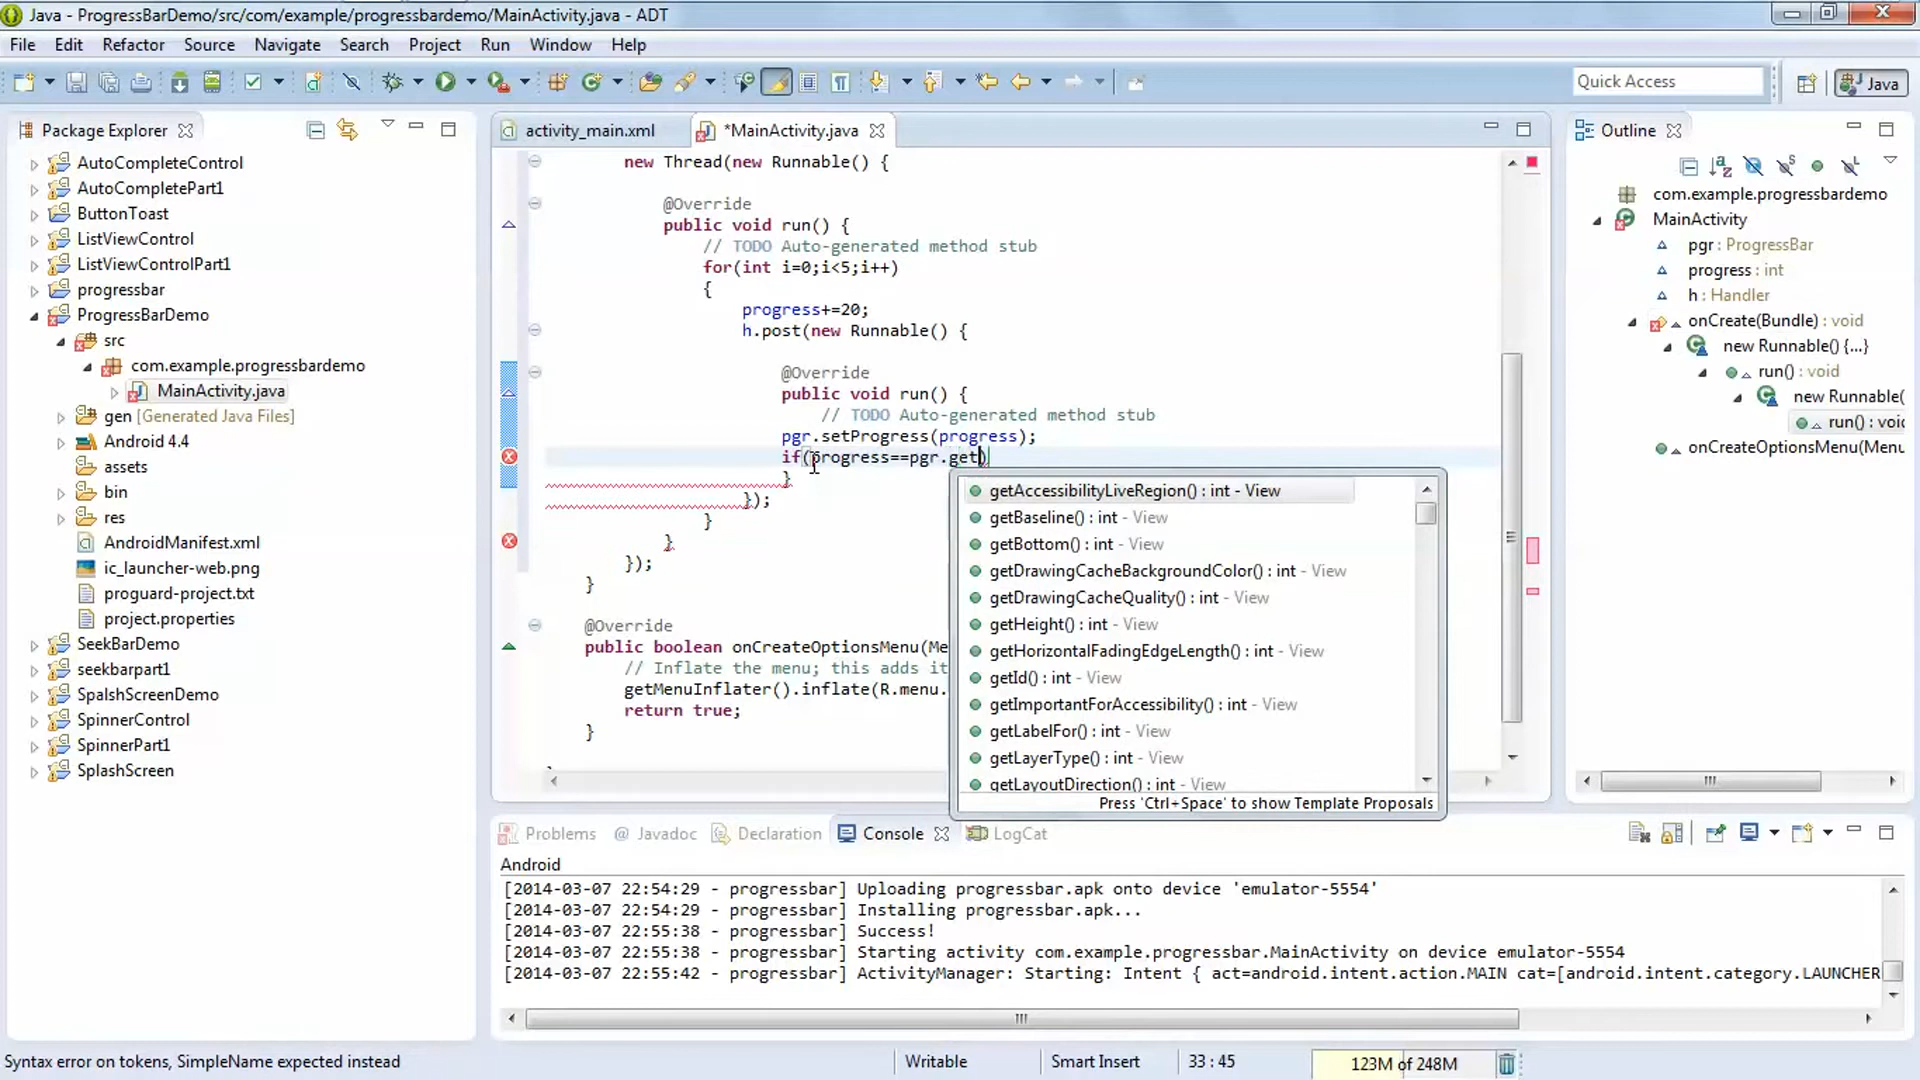 Java - ProgressBarDemo/src/com/example/progressbardemo/MainActivity.java - ADT
File Edit Refactor Source Navigate Search Project Run Window Help
Quick Access
Java
Package Explorer
AutoCompleteControl
AutoCompletePart1
ButtonToast
ListViewControl
ListViewControlPart1
progressbar
ProgressBarDemo
src
com.example.progressbardemo
MainActivity.java
gen [Generated Java Files]
Android 4.4
assets
bin
res
AndroidManifest.xml
ic_launcher-web.png
proguard-project.txt
project.properties
SeekBarDemo
seekbarpart1
SpalshScreenDemo
SpinnerControl
SpinnerPart1
SplashScreen
activity_main.xml
*MainActivity.java
new Thread(new Runnable() {
@Override
public void run() {
// TODO Auto-generated method stub
for(int i=0;i<5;i++)
{
progress+=20;
h.post(new Runnable() {
@Override
public void run() {
// TODO Auto-generated method stub
pgr.setProgress(progress);
if(progress==pgr.get)
}
});
}
}
});
}
@Override
public boolean onCreateOptionsMenu(Me
// Inflate the menu; this adds it
getMenuInflater().inflate(R.menu.
return true;
}
getAccessibilityLiveRegion() : int - View
getBaseline() : int - View
getBottom() : int - View
getDrawingCacheBackgroundColor() : int - View
getDrawingCacheQuality() : int - View
getHeight() : int - View
getHorizontalFadingEdgeLength() : int - View
getId() : int - View
getImportantForAccessibility() : int - View
getLabelFor() : int - View
getLayerType() : int - View
getLayoutDirection() : int - View
Press 'Ctrl+Space' to show Template Proposals
Outline
com.example.progressbardemo
MainActivity
pgr : ProgressBar
progress : int
h : Handler
onCreate(Bundle) : void
new Runnable() {...}
run() : void
new Runnable(
run() : voic
onCreateOptionsMenu(Menu
Problems @ Javadoc Declaration Console LogCat
Android
[2014-03-07 22:54:29 - progressbar] Uploading progressbar.apk onto device 'emulator-5554'
[2014-03-07 22:54:29 - progressbar] Installing progressbar.apk...
[2014-03-07 22:55:38 - progressbar] Success!
[2014-03-07 22:55:38 - progressbar] Starting activity com.example.progressbar.MainActivity on device emulator-5554
[2014-03-07 22:55:42 - progressbar] ActivityManager: Starting: Intent { act=android.intent.action.MAIN cat=[android.intent.category.LAUNCHER
Syntax error on tokens, SimpleName expected instead
Writable
Smart Insert
33 : 45
123M of 248M